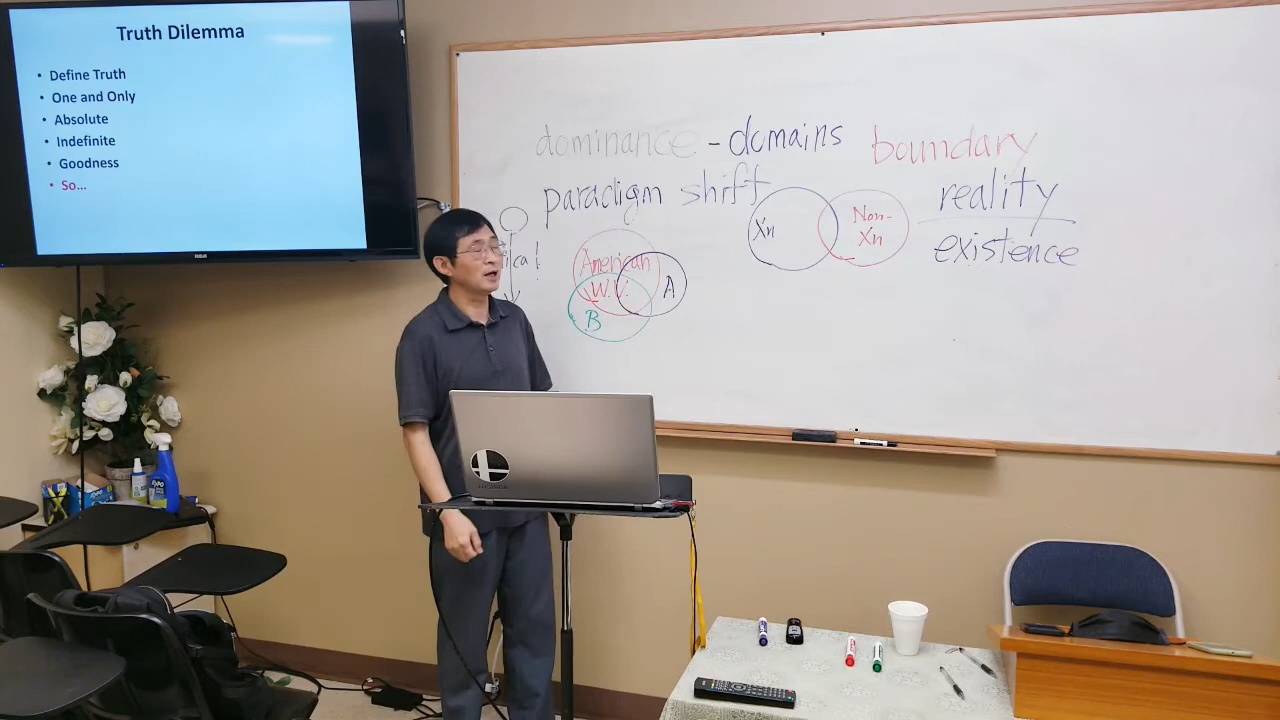 Truth Dilemma
• Define Truth
• One and Only
• Absolute
• Indefinite
• Goodness
• So...
dominance - domains boundary
paradigm shift
Xn
Non-
Xn
reality
existence
American
W.V.
A
B